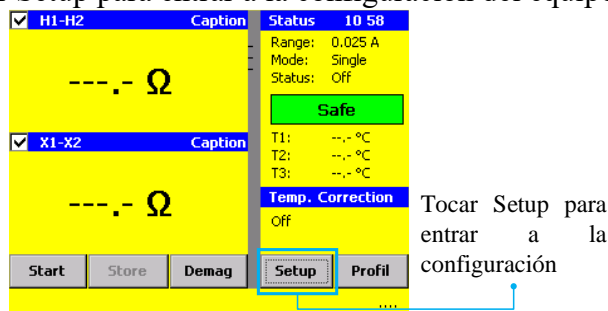 r Setup para entrar a la configuración del equipo
H1-H2 Caption
---.- Ω
X1-X2 Caption
---.- Ω
Start Store Demag
Status 10 58
Range: 0.025 A
Mode: Single
Status: Off
Safe
T1: --.- °C
T2: --.- °C
T3: --.- °C
Temp. Correction
Off
Setup Profil
....
Tocar Setup para
entrar a la
configuración